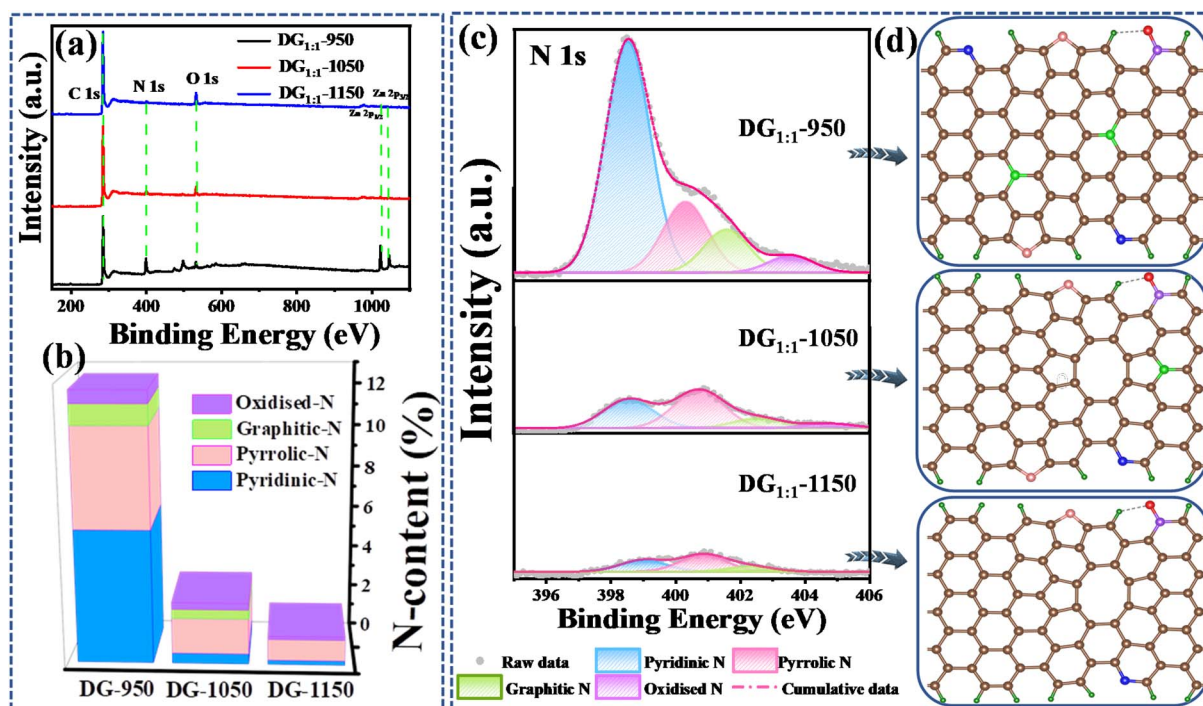 (a)
DG1:1-950
DG1:1-1050
DG1:1-1150
C 1s
N 1s
O 1s
Zn 2P3/2
Zn 2P1/2
Intensity (a.u.)
200 400 600 800 1000
Binding Energy (eV)
(b)
Oxidised-N
Graphitic-N
Pyrrolic-N
Pyridinic-N
12
10
8
6
4
2
0
N-content (%)
DG-950 DG-1050 DG-1150
(c)
N 1s
DG1:1-950
DG1:1-1050
DG1:1-1150
Intensity (a.u.)
396 398 400 402 404 406
Binding Energy (eV)
Raw data Pyridinic N Pyrrolic N
Graphitic N Oxidised N Cumulative data
(d)